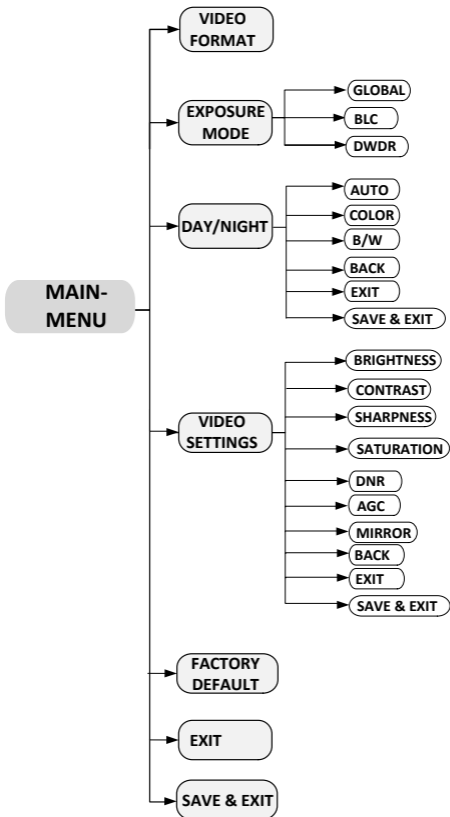 VIDEO
FORMAT
EXPOSURE
MODE
GLOBAL
BLC
DWDR
DAY/NIGHT
AUTO
COLOR
B/W
BACK
EXIT
SAVE & EXIT
MAIN-
MENU
VIDEO
SETTINGS
BRIGHTNESS
CONTRAST
SHARPNESS
SATURATION
DNR
AGC
MIRROR
BACK
EXIT
SAVE & EXIT
FACTORY
DEFAULT
EXIT
SAVE & EXIT